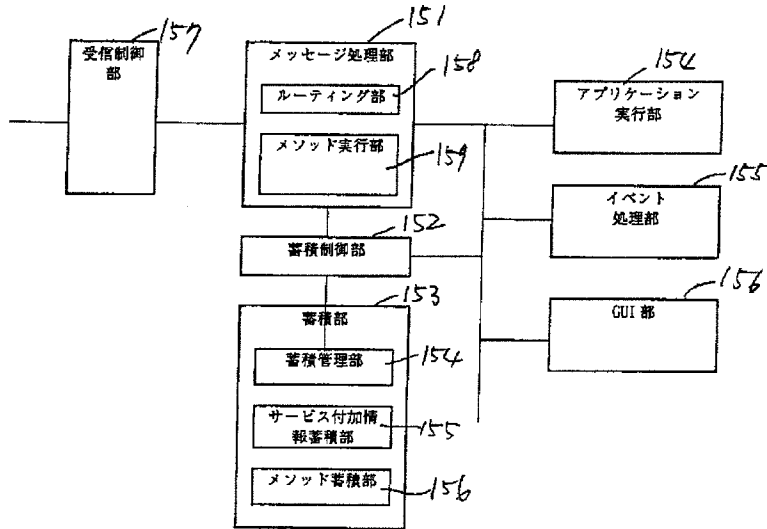 157
受信制御
部
151
メッセージ処理部
158
ルーティング部
159
メソッド実行部
152
蓄積制御部
153
蓄積部
154
蓄積管理部
155
サービス付加情
報蓄積部
156
メソッド蓄積部
154
アプリケーション
実行部
155
イベント
処理部
156
GUI 部